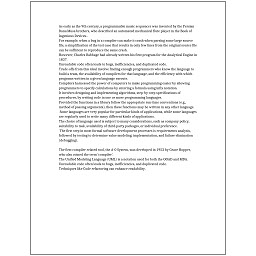 As early as the 9th century, a programmable music sequencer was invented by the Persian
Banu Musa brothers, who described an automated mechanical flute player in the Book of
Ingenious Devices.
For example, when a bug in a compiler can make it crash when parsing some large source
file, a simplification of the test case that results in only few lines from the original source file
can be sufficient to reproduce the same crash.
However, Charles Babbage had already written his first program for the Analytical Engine in
1837.
Unreadable code often leads to bugs, inefficiencies, and duplicated code.
Trade-offs from this ideal involve finding enough programmers who know the language to
build a team, the availability of compilers for that language, and the efficiency with which
programs written in a given language execute.
Compilers harnessed the power of computers to make programming easier by allowing
programmers to specify calculations by entering a formula using infix notation.
It involves designing and implementing algorithms, step-by-step specifications of
procedures, by writing code in one or more programming languages.
Provided the functions in a library follow the appropriate run-time conventions (e.g.,
method of passing arguments), then these functions may be written in any other language.
Some languages are very popular for particular kinds of applications, while some languages
are regularly used to write many different kinds of applications.
The choice of language used is subject to many considerations, such as company policy,
suitability to task, availability of third-party packages, or individual preference.
The first step in most formal software development processes is requirements analysis,
followed by testing to determine value modeling, implementation, and failure elimination
(debugging).

The first compiler related tool, the A-0 System, was developed in 1952 by Grace Hopper,
who also coined the term 'compiler'.
The Unified Modeling Language (UML) is a notation used for both the OOAD and MDA.
Unreadable code often leads to bugs, inefficiencies, and duplicated code.
Techniques like Code refactoring can enhance readability.